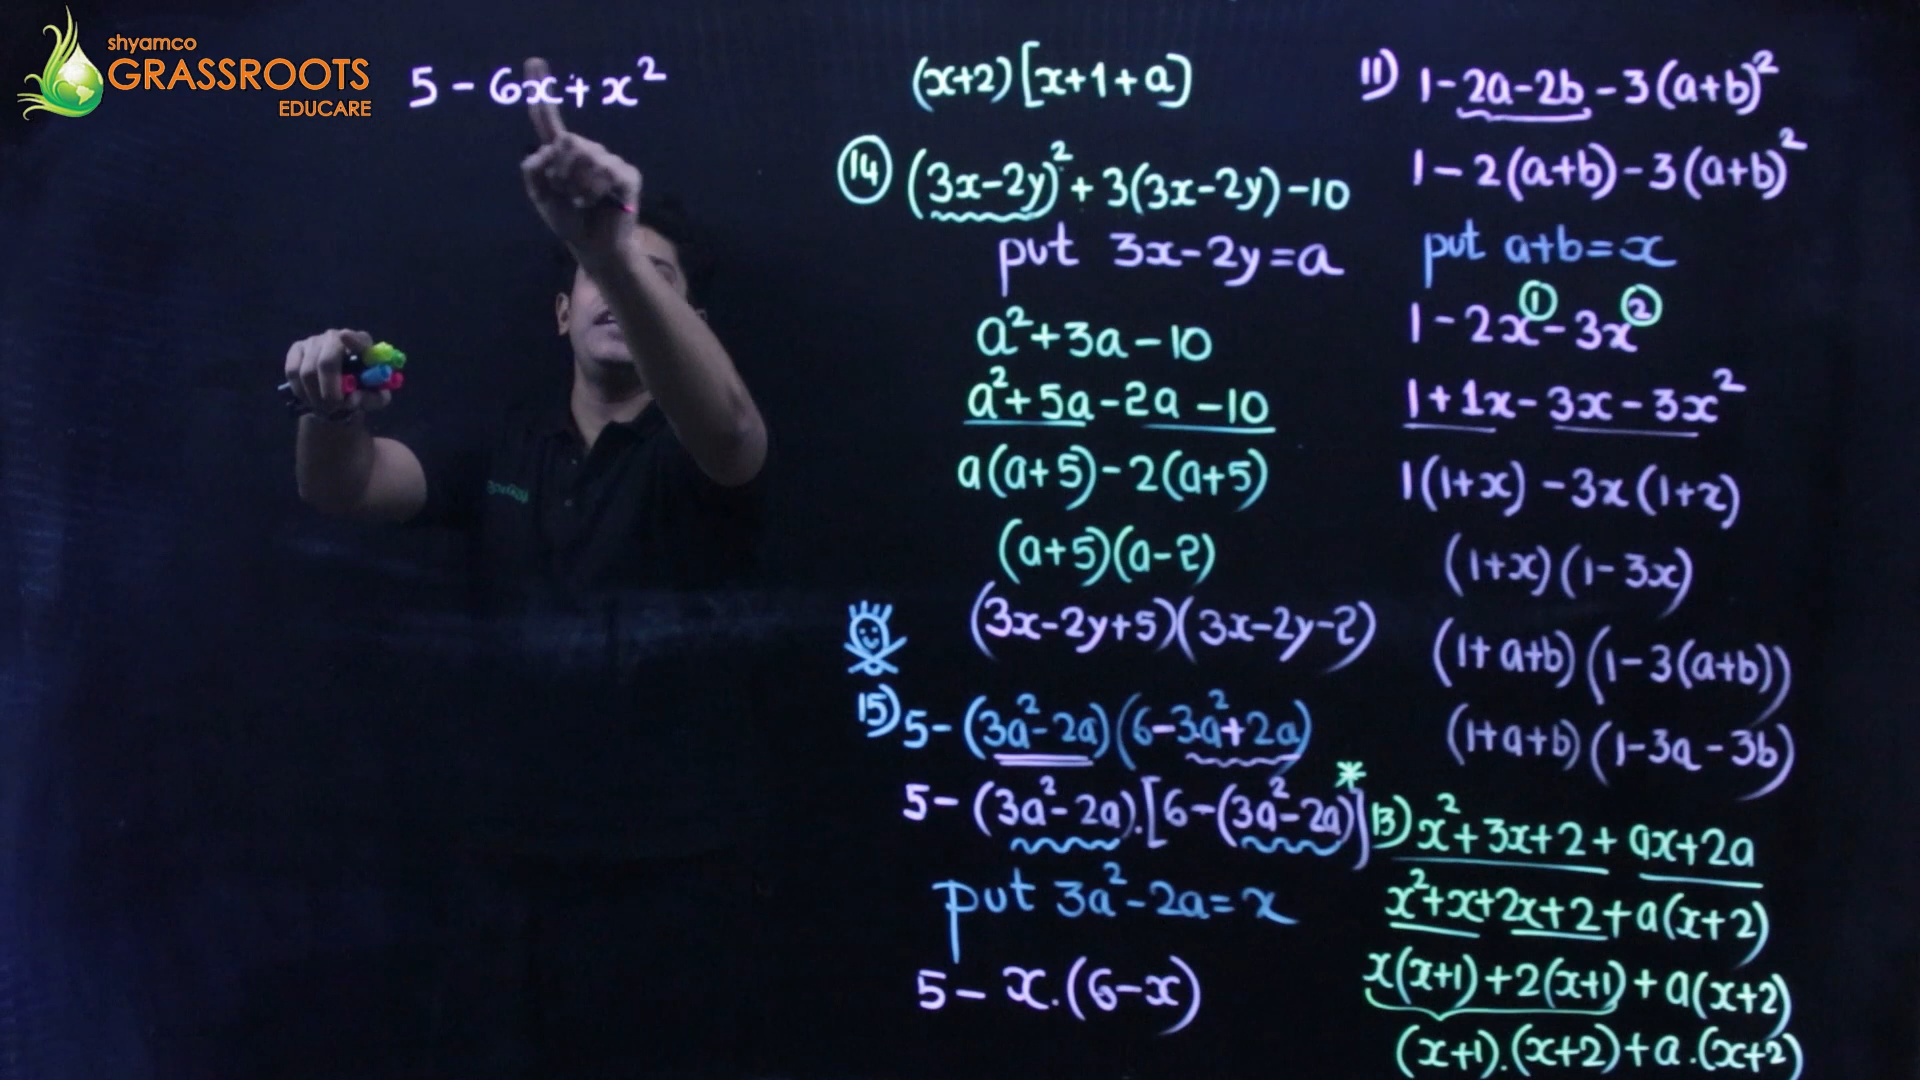 shyamco
GRASSROOTS
EDUCARE
5 - 6x + x²
(x+2)[x+1+a]
14 (3x-2y)² + 3(3x-2y) - 10
put 3x-2y=a
a²+3a-10
a²+5a-2a-10
a(a+5)-2(a+5)
(a+5)(a-2)
(3x-2y+5)(3x-2y-2)
15) 5-(3a²-2a)(6-3a²+2a)
5-(3a²-2a).[6-(3a²-2a)]
*
put 3a²-2a=x
5-x.(6-x)
11) 1-2a-2b-3(a+b)²
1-2(a+b)-3(a+b)²
put a+b=x
1-2x①-3x②
1+1x-3x-3x²
1(1+x)-3x(1+x)
(1+x)(1-3x)
(1+a+b)(1-3(a+b))
(1+a+b)(1-3a-3b)
13) x²+3x+2+ax+2a
x²+x+2x+2+a(x+2)
x(x+1)+2(x+1)+a(x+2)
(x+1).(x+2)+a.(x+2)